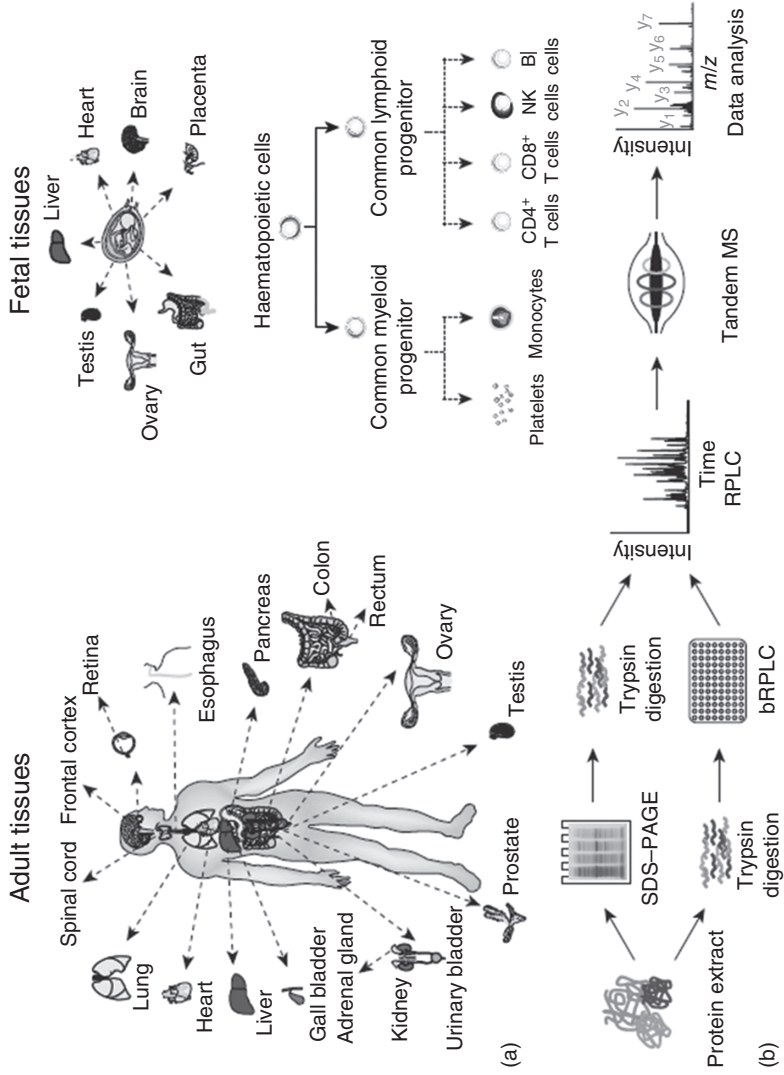 Adult tissues
Spinal cord
Frontal cortex
Retina
Lung
Esophagus
Heart
Pancreas
Liver
Colon
Gall bladder
Rectum
Adrenal gland
Kidney
Ovary
Urinary bladder
Prostate
Testis
(a)
Fetal tissues
Liver
Heart
Testis
Brain
Ovary
Placenta
Gut
Haematopoietic cells
Common myeloid
progenitor
Common lymphoid
progenitor
Platelets
Monocytes
CD4⁺
T cells
CD8⁺
T cells
NK
cells
B|
cells
Protein extract
SDS–PAGE
Trypsin
digestion
Trypsin
digestion
bRPLC
Intensity
Time
RPLC
Tandem MS
Intensity
y₁
y₂
y₃
y₄
y₅
y₆
y₇
m/z
Data analysis
(b)